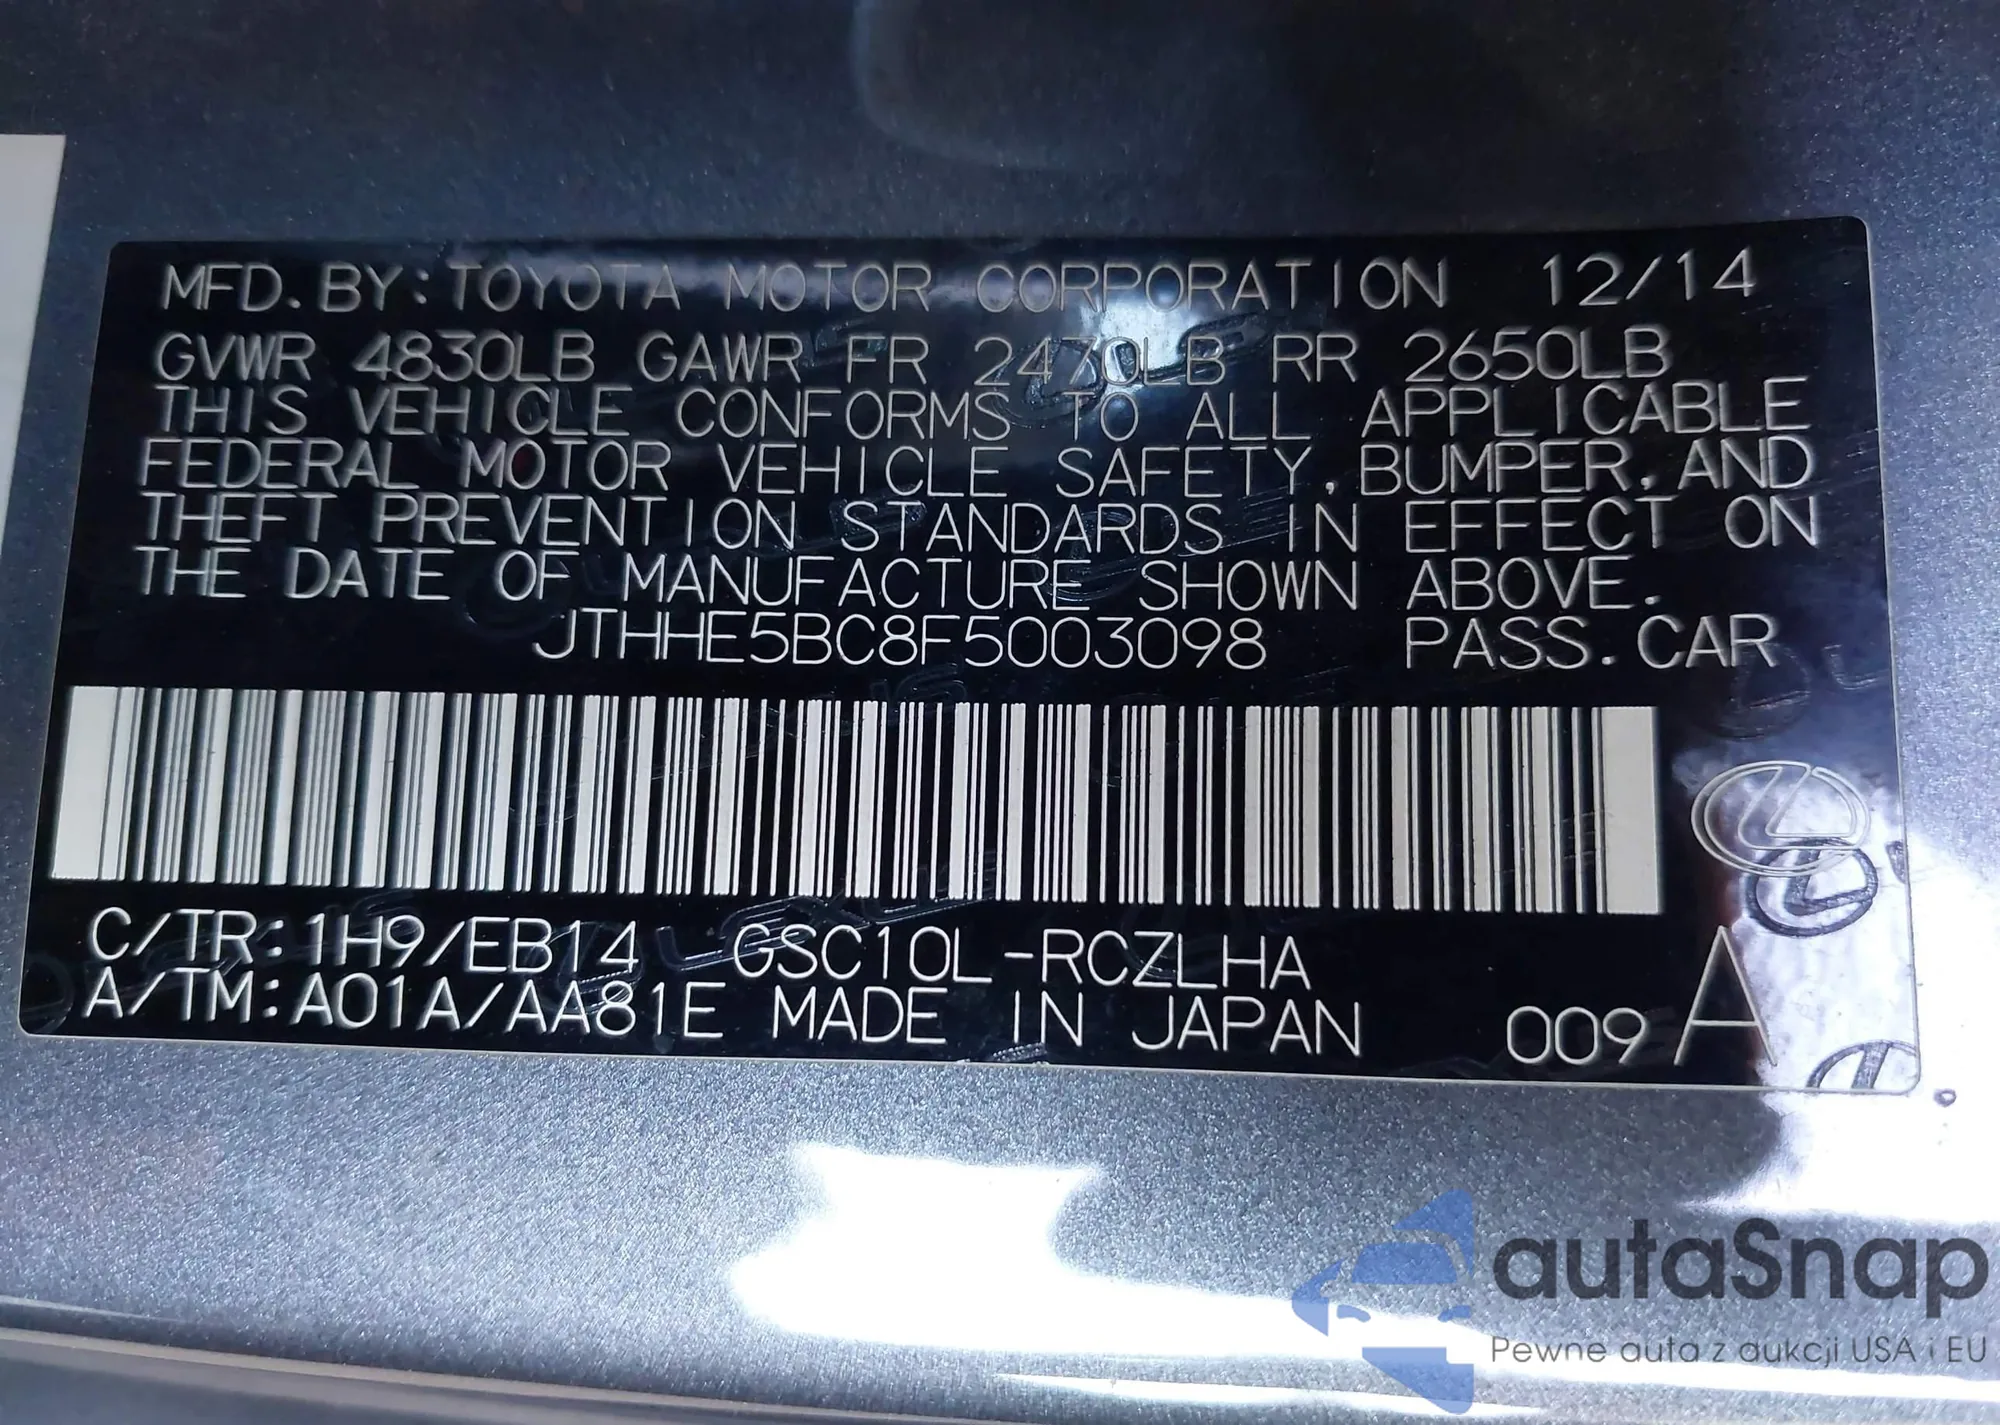 MFD. BY: TOYOTA MOTOR CORPORATION 12/14
GVWR 4830LB GAWR FR 2470LB RR 2650LB
THIS VEHICLE CONFORMS TO ALL APPLICABLE
FEDERAL MOTOR VEHICLE SAFETY, BUMPER, AND
THEFT PREVENTION STANDARDS IN EFFECT ON
THE DATE OF MANUFACTURE SHOWN ABOVE.
JTHHE5BC8F5003098 PASS. CAR
C/TR: 1H9/EB14 GSC10L-RCZLHA
A/TM: A01A/AA81E MADE IN JAPAN 009 A
autaSnap
Pewne auta z aukcji USA i EU